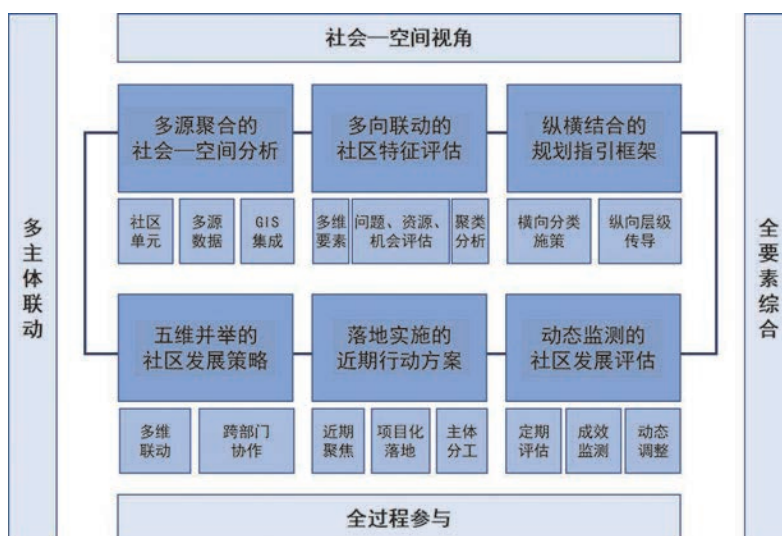 社会—空间视角
多主体联动
全要素综合
多源聚合的
社会—空间分析
多向联动的
社区特征评估
纵横结合的
规划指引框架
社区
单元
多源
数据
GIS
集成
多维
要素
问题、资源、
机会评估
聚类
分析
横向分类
施策
纵向层级
传导
五维并举的
社区发展策略
落地实施的
近期行动方案
动态监测的
社区发展评估
多维
联动
跨部门
协作
近期
聚焦
项目化
落地
主体
分工
定期
评估
成效
监测
动态
调整
全过程参与